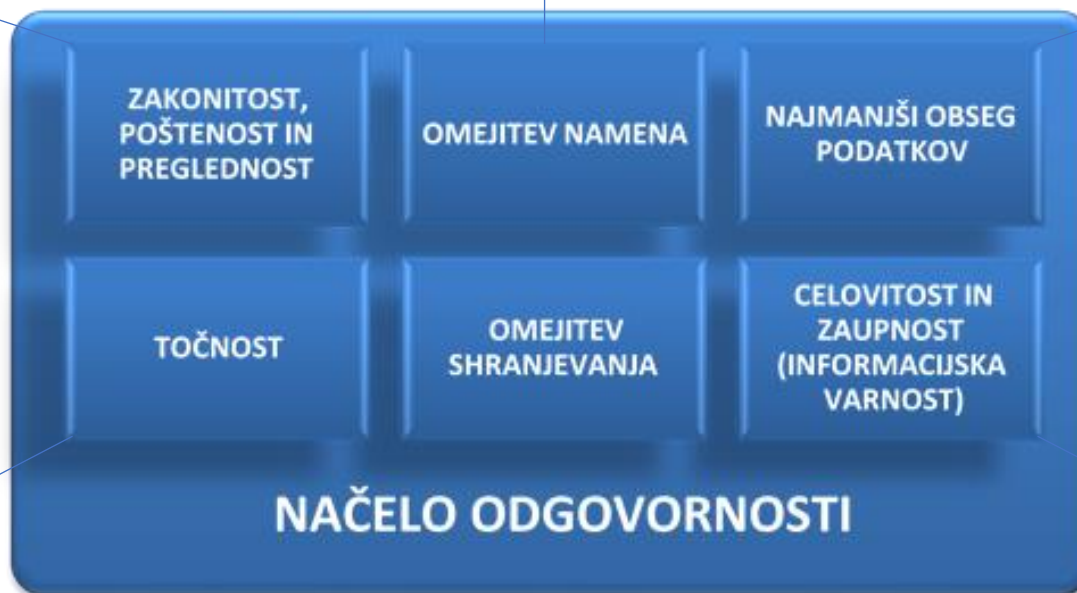 ZAKONITOST,
POŠTENOST IN
PREGLEDNOST
OMEJITEV NAMENA
NAJMANJŠI OBSEG
PODATKOV
TOČNOST
OMEJITEV
SHRANJEVANJA
CELOVITOST IN
ZAUPNOST
(INFORMACIJSKA
VARNOST)
NAČELO ODGOVORNOSTI